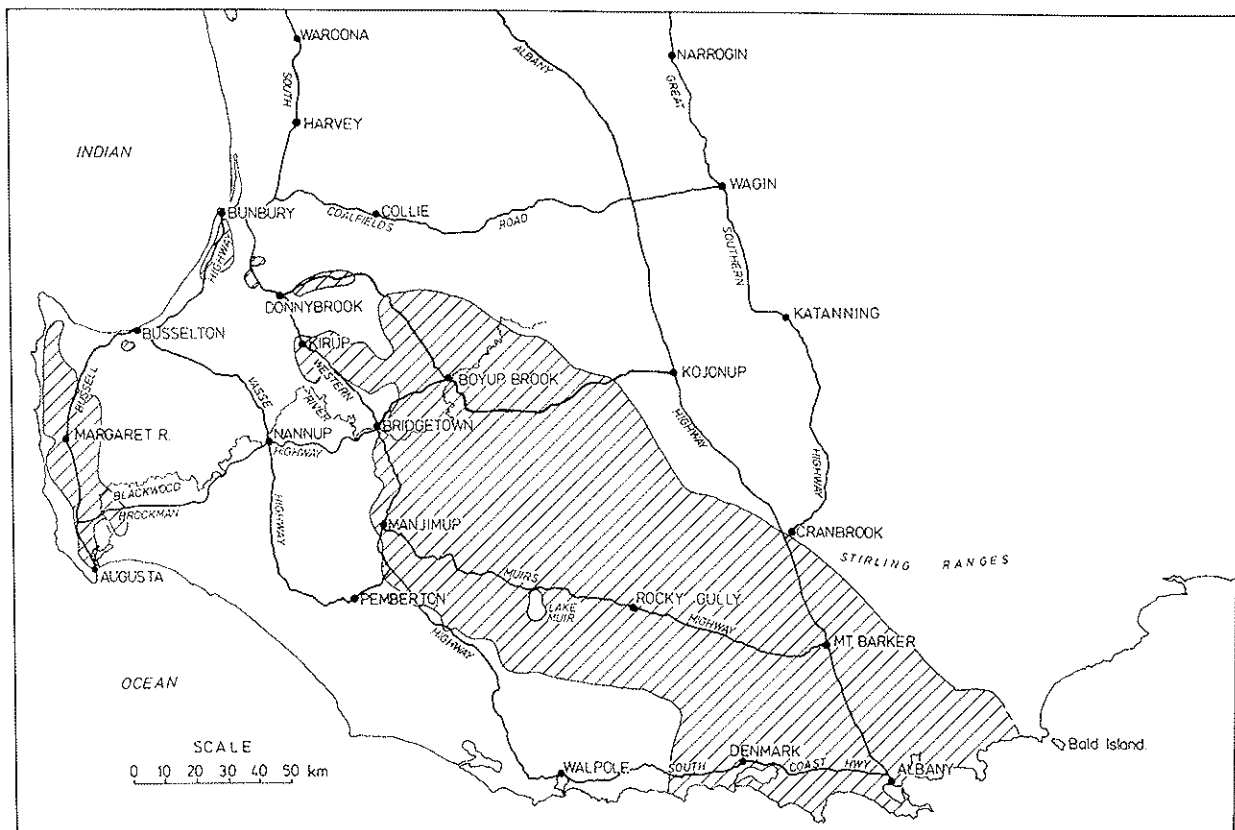 WAROONA
ALBANY
NARROGIN
SOUTH
GREAT
HARVEY
INDIAN
WAGIN
BUNBURY
COLLIE
COALFIELDS
ROAD
HIGHWAY
SOUTHERN
DONNYBROOK
KATANNING
BUSSELTON
KIRUP
WESTERN
BOYUP BROOK
KOJONUP
BUSSELL
VASSE
RIVER
BRIDGETOWN
HIGHWAY
MARGARET R.
NANNUP
HIGHWAY
HIGHWAY
BLACKWOOD
BROCKMAN
HIGHWAY
MANJIMUP
CRANBROOK
STIRLING RANGES
AUGUSTA
MUIRS
PEMBERTON
LAKE
MUIR
ROCKY GULLY
HIGHWAY
HIGHWAY
MT. BARKER
OCEAN
SCALE
0 10 20 30 40 50 km
WALPOLE
SOUTH
DENMARK
COAST
HWY
ALBANY
Bald Island.